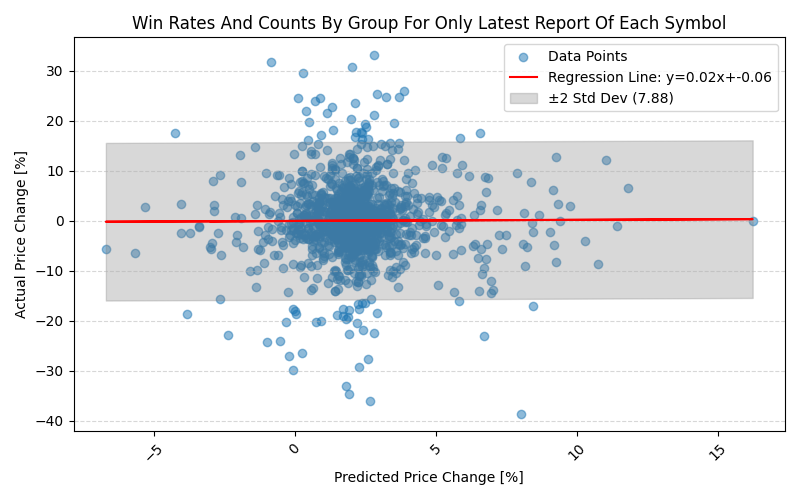 Win Rates And Counts By Group For Only Latest Report Of Each Symbol
Data Points
Regression Line: y=0.02x+-0.06
±2 Std Dev (7.88)
Actual Price Change [%]
30
20
10
0
−10
−20
−30
−40
−5
0
5
10
15
Predicted Price Change [%]